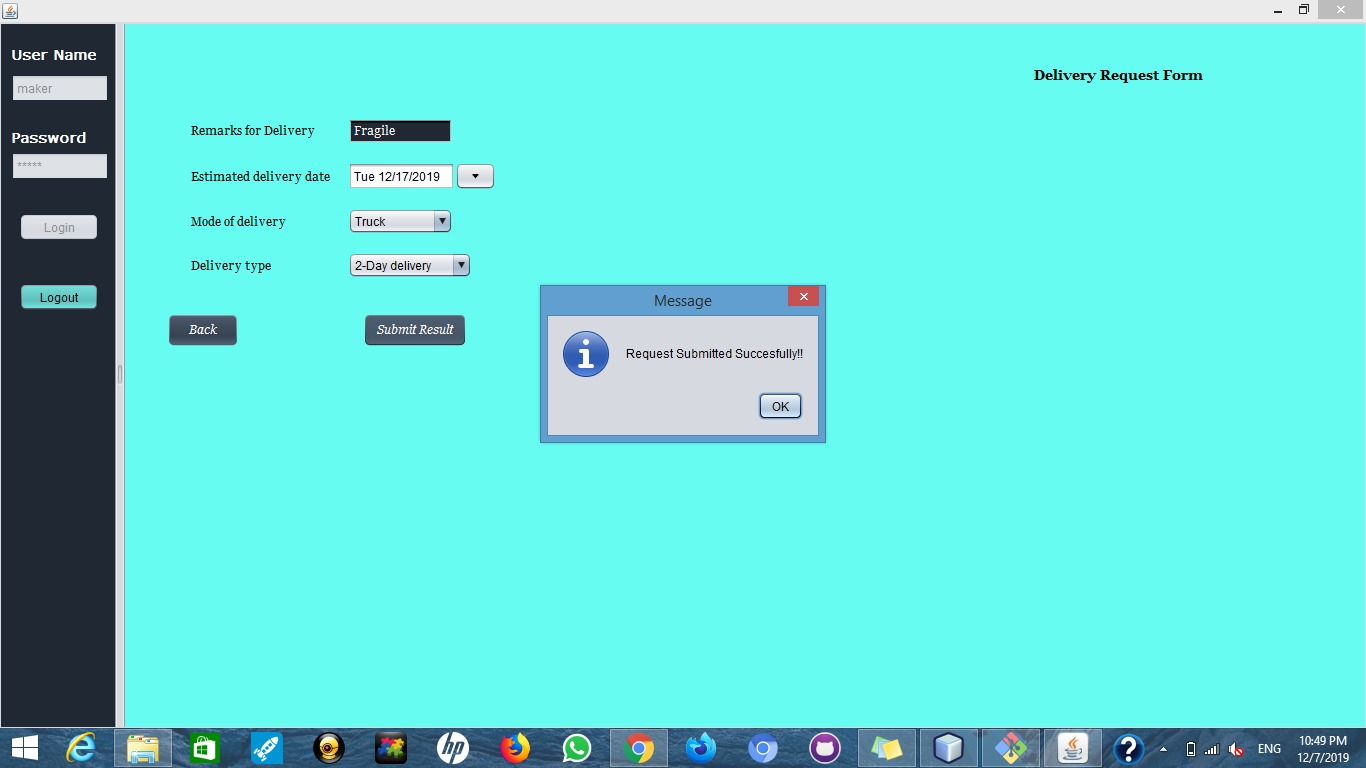 User Name
maker
Password
*****
Login
Logout
Delivery Request Form
Remarks for Delivery Fragile
Estimated delivery date Tue 12/17/2019
Mode of delivery Truck
Delivery type 2-Day delivery
Back Submit Result
Message
Request Submitted Succesfully!!
OK
hp
ENG
10:49 PM
12/7/2019